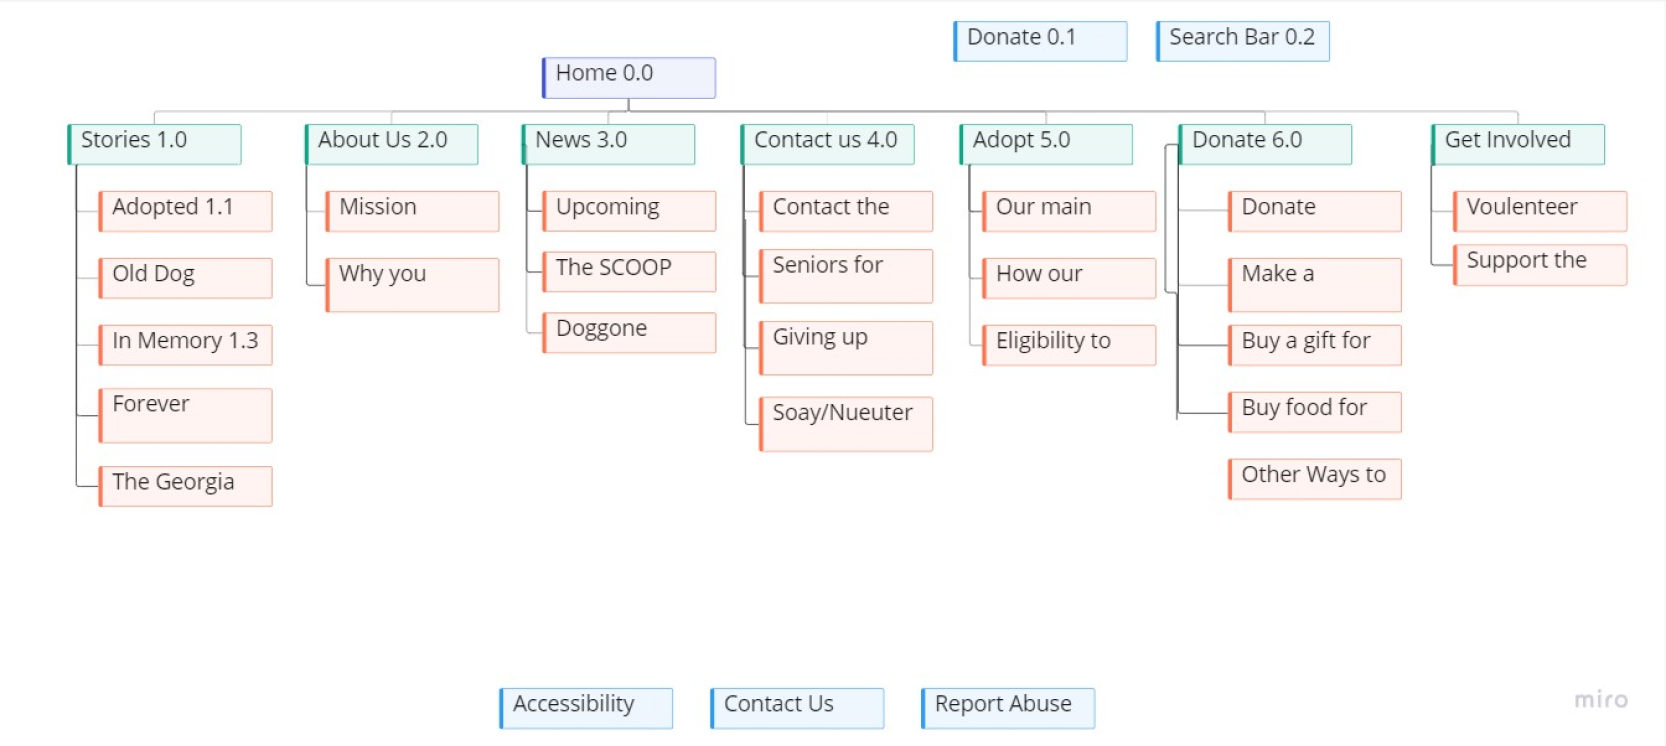 Donate 0.1
Search Bar 0.2
Home 0.0
Stories 1.0
About Us 2.0
News 3.0
Contact us 4.0
Adopt 5.0
Donate 6.0
Get Involved
Adopted 1.1
Old Dog
In Memory 1.3
Forever
The Georgia
Mission
Why you
Upcoming
The SCOOP
Doggone
Contact the
Seniors for
Giving up
Soay/Nueuter
Our main
How our
Eligibility to
Donate
Make a
Buy a gift for
Buy food for
Other Ways to
Voulenteer
Support the
Accessibility
Contact Us
Report Abuse
miro